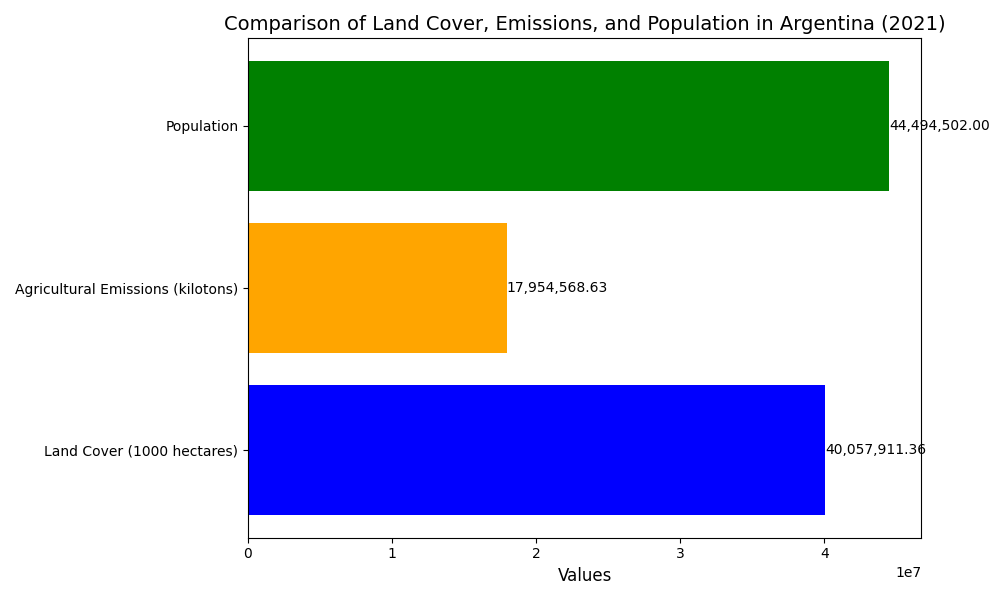 Comparison of Land Cover, Emissions, and Population in Argentina (2021)
Population
44,494,502.00
Agricultural Emissions (kilotons)
17,954,568.63
Land Cover (1000 hectares)
40,057,911.36
0 1 2 3 4
1e7
Values